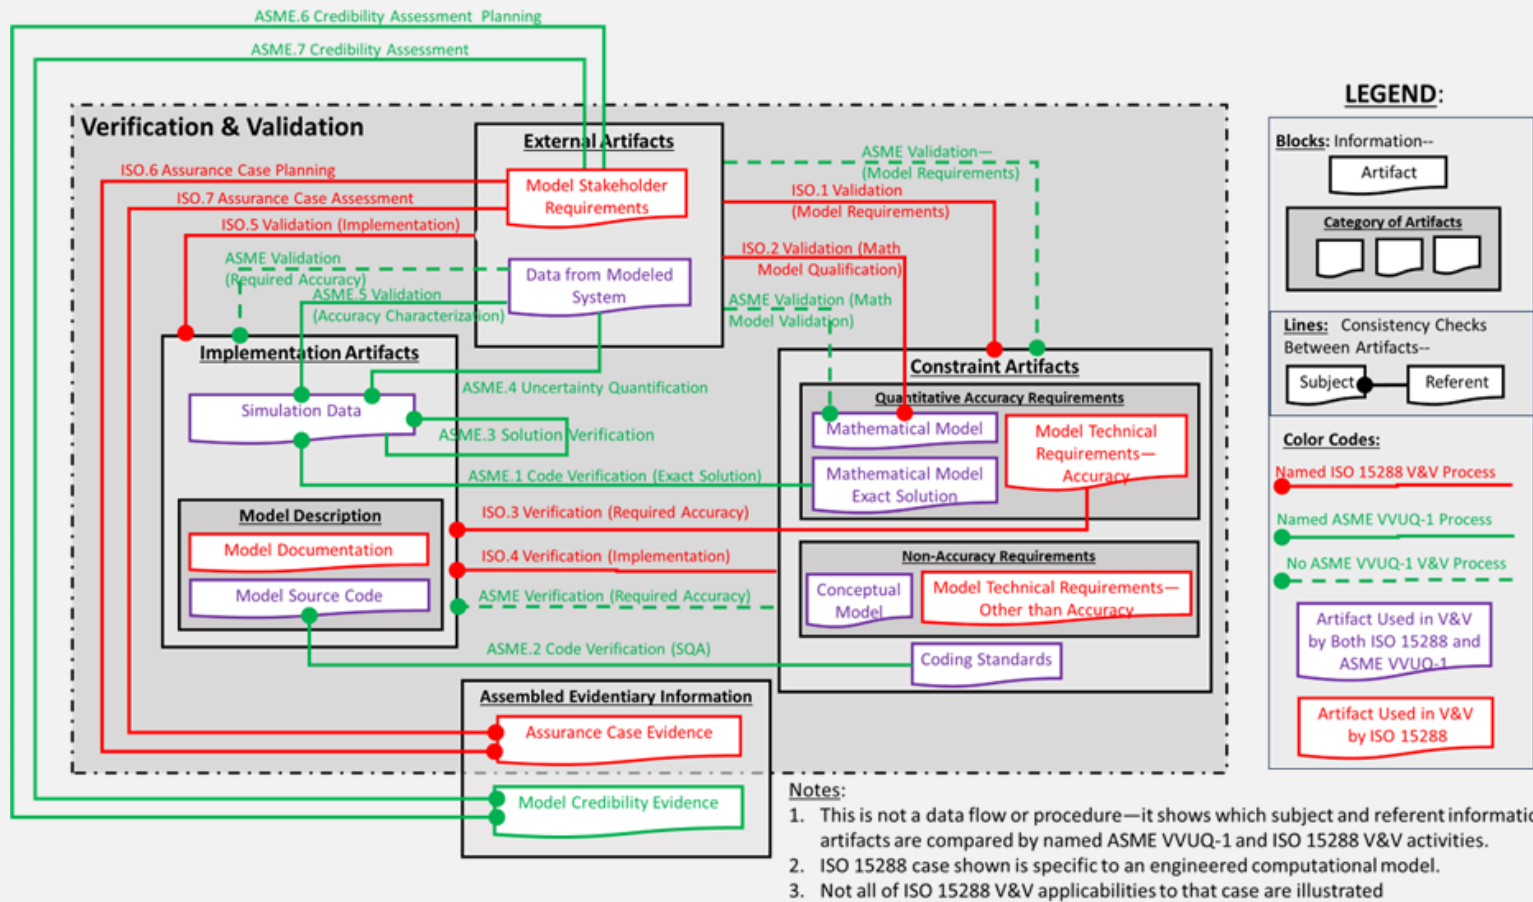 ASME.6 Credibility Assessment  Planning
ASME.7 Credibility Assessment
Verification & Validation
External Artifacts
ISO.6 Assurance Case Planning
ISO.7 Assurance Case Assessment
ISO.5 Validation (Implementation)
Model Stakeholder
Requirements
ASME Validation—
(Model Requirements)
ISO.1 Validation
(Model Requirements)
ISO.2 Validation (Math
Model Qualification)
ASME Validation
(Required Accuracy)
ASME.5 Validation
(Accuracy Characterization)
Data from Modeled
System
ASME Validation (Math
Model Validation)
Implementation Artifacts
Simulation Data
ASME.4 Uncertainty Quantification
ASME.3 Solution Verification
ASME.1 Code Verification (Exact Solution)
Constraint Artifacts
Quantitative Accuracy Requirements
Mathematical Model
Mathematical Model
Exact Solution
Model Technical
Requirements—
Accuracy
Model Description
Model Documentation
Model Source Code
ISO.3 Verification (Required Accuracy)
ISO.4 Verification (Implementation)
ASME Verification (Required Accuracy)
ASME.2 Code Verification (SQA)
Non-Accuracy Requirements
Conceptual
Model
Model Technical Requirements—
Other than Accuracy
Coding Standards
Assembled Evidentiary Information
Assurance Case Evidence
Model Credibility Evidence
LEGEND:
Blocks: Information--
Artifact
Category of Artifacts
Lines:  Consistency Checks
Between Artifacts--
Subject
Referent
Color Codes:
Named ISO 15288 V&V Process
Named ASME VVUQ-1 Process
No ASME VVUQ-1 V&V Process
Artifact Used in V&V
by Both ISO 15288 and
ASME VVUQ-1
Artifact Used in V&V
by ISO 15288
Notes:
1. This is not a data flow or procedure—it shows which subject and referent informatio
artifacts are compared by named ASME VVUQ-1 and ISO 15288 V&V activities.
2. ISO 15288 case shown is specific to an engineered computational model.
3. Not all of ISO 15288 V&V applicabilities to that case are illustrated